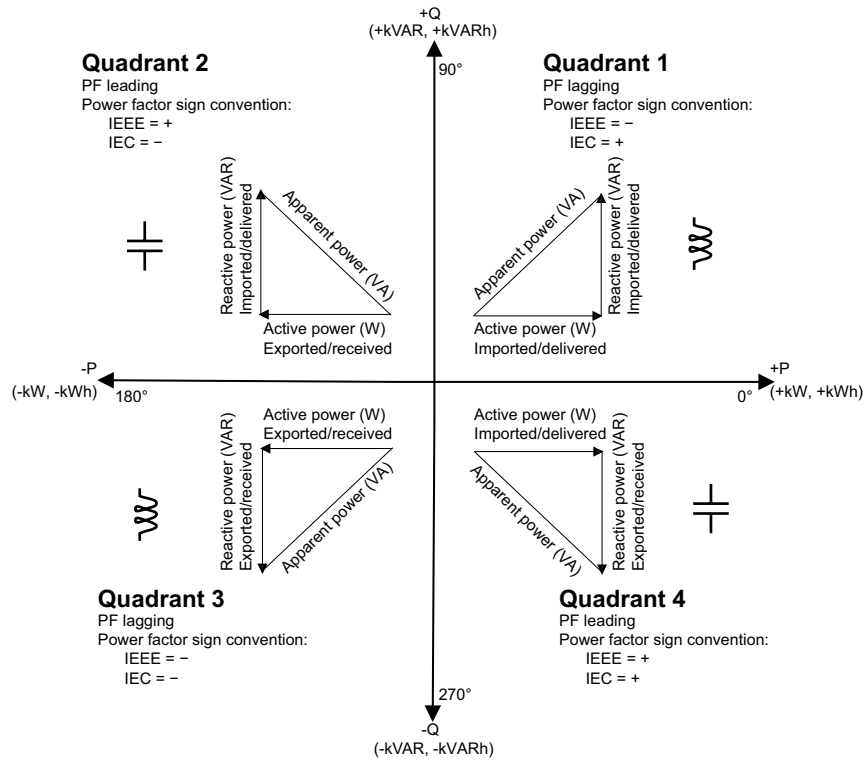 +Q
(+kVAR, +kVARh)
90°
Quadrant 2
PF leading
Power factor sign convention:
IEEE = +
IEC = −
Reactive power (VAR)
Imported/delivered
Apparent power (VA)
Active power (W)
Exported/received
Quadrant 1
PF lagging
Power factor sign convention:
IEEE = −
IEC = +
Apparent power (VA)
Reactive power (VAR)
Imported/delivered
Active power (W)
Imported/delivered
-P
(-kW, -kWh)
180°
0°
+P
(+kW, +kWh)
Active power (W)
Exported/received
Reactive power (VAR)
Exported/received
Apparent power (VA)
Quadrant 3
PF lagging
Power factor sign convention:
IEEE = −
IEC = −
Active power (W)
Imported/delivered
Apparent power (VA)
Reactive power (VAR)
Exported/received
Quadrant 4
PF leading
Power factor sign convention:
IEEE = +
IEC = +
270°
-Q
(-kVAR, -kVARh)